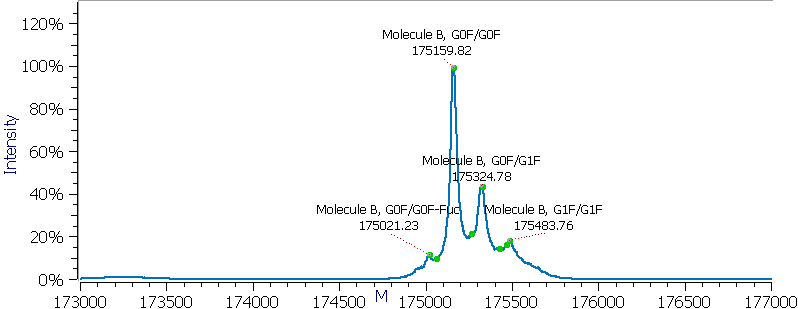 120%
Molecule B, G0F/G0F
175159.82
100%
80%
Intensity
60%
Molecule B, G0F/G1F
175324.78
40%
Molecule B, G0F/G0F-Fuc
Molecule B, G1F/G1F
175021.23
175483.76
20%
0%
173000 173500 174000 174500 175000 175500 176000 176500 177000
M